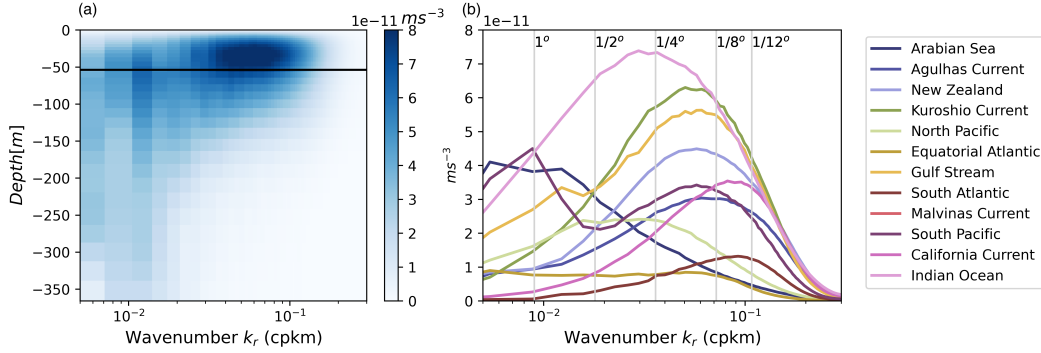 (a)
1e−11 ms⁻³
Depth[m]
0
−50
−100
−150
−200
−250
−300
−350
10⁻²
10⁻¹
Wavenumber kᵣ (cpkm)
8
7
6
5
4
3
2
1
0
(b)
1e−11
ms⁻³
8
7
6
5
4
3
2
1
0
1°
1/2°
1/4°
1/8°
1/12°
10⁻²
10⁻¹
Wavenumber kᵣ (cpkm)
Arabian Sea
Agulhas Current
New Zealand
Kuroshio Current
North Pacific
Equatorial Atlantic
Gulf Stream
South Atlantic
Malvinas Current
South Pacific
California Current
Indian Ocean